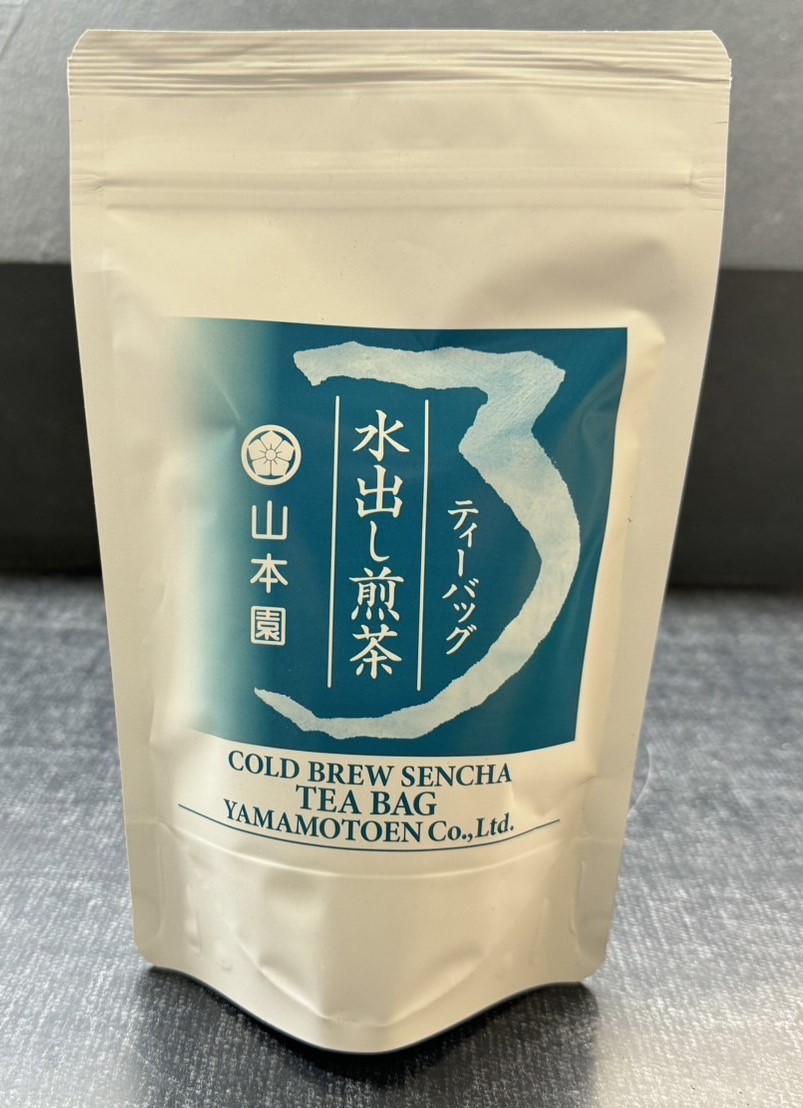 ティーバッグ
水出し煎茶
山本園
COLD BREW SENCHA
TEA BAG
YAMAMOTOEN Co.,Ltd.